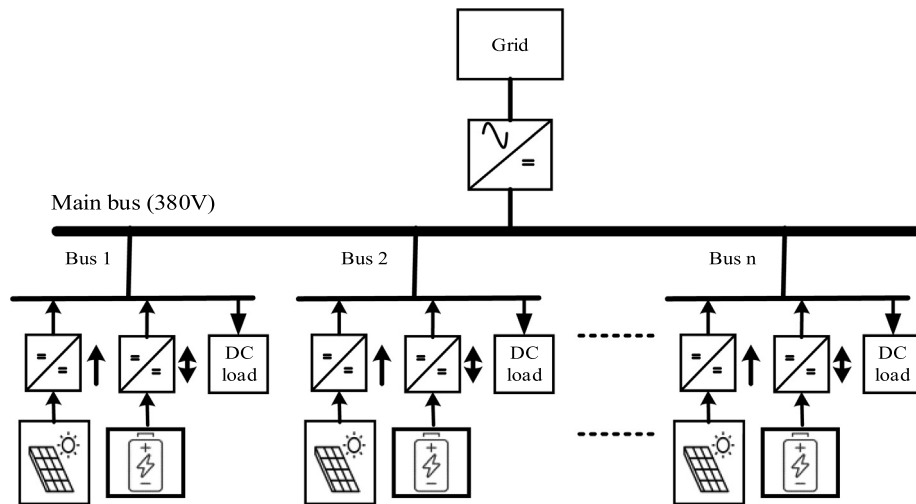 Grid
Main bus (380V)
Bus 1
Bus 2
Bus n
DC
load
DC
load
DC
load